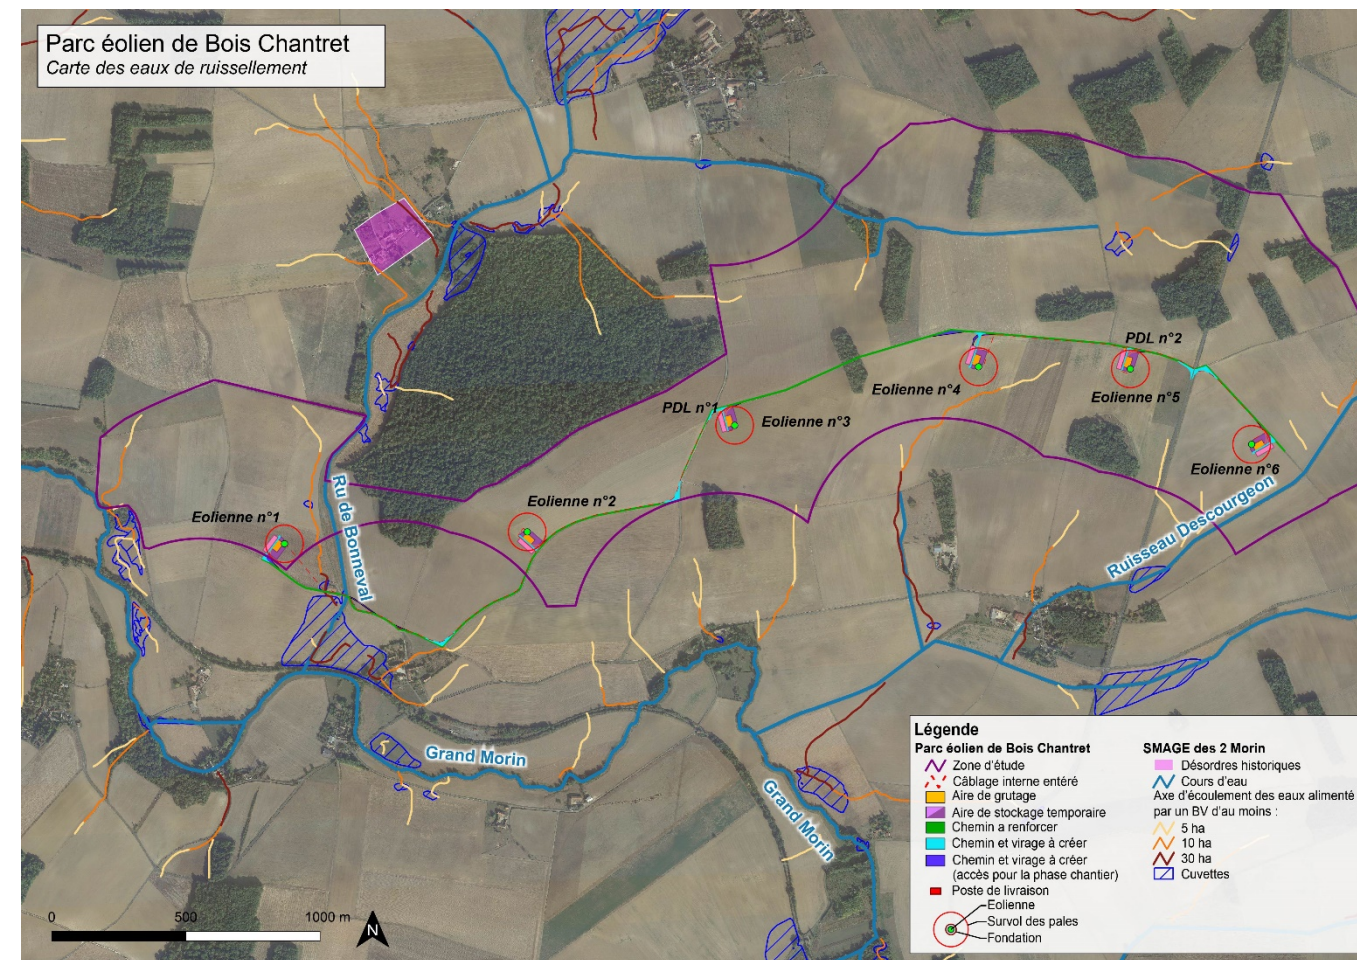 Parc éolien de Bois Chantret
Carte des eaux de ruissellement
PDL n°2
Eolienne n°4
Eolienne n°5
PDL n°1
Eolienne n°3
Eolienne n°6
Eolienne n°2
Eolienne n°1
Ru de Bonneval
Ruisseau Descourgeon
Grand Morin
Grand Morin
0 500 1000 m
N
Légende
Parc éolien de Bois Chantret
Zone d'étude
Câblage interne entéré
Aire de grutage
Aire de stockage temporaire
Chemin a renforcer
Chemin et virage à créer
Chemin et virage à créer
(accès pour la phase chantier)
Poste de livraison
Eolienne
Survol des pales
Fondation
SMAGE des 2 Morin
Désordres historiques
Cours d'eau
Axe d'écoulement des eaux alimenté
par un BV d'au moins :
5 ha
10 ha
30 ha
Cuvettes